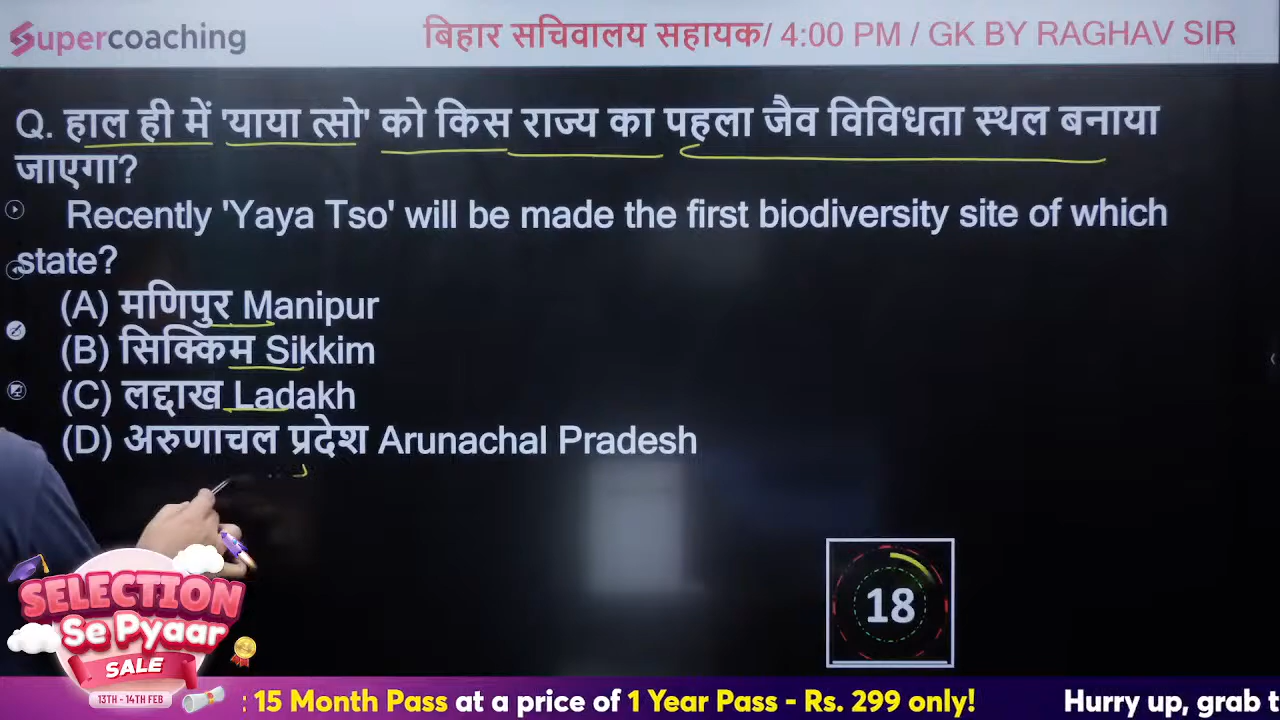 Supercoaching
बिहार सचिवालय सहायक/ 4:00 PM / GK BY RAGHAV SIR
Q. हाल ही में 'याया त्सो' को किस राज्य का पहला जैव विविधता स्थल बनाया
जाएगा?
Recently 'Yaya Tso' will be made the first biodiversity site of which
state?
(A) मणिपुर Manipur
(B) सिक्किम Sikkim
(C) लद्दाख Ladakh
(D) अरुणाचल प्रदेश Arunachal Pradesh
18
SELECTION
Se Pyaar
SALE
13TH - 14TH FEB
: 15 Month Pass at a price of 1 Year Pass - Rs. 299 only! Hurry up, grab t